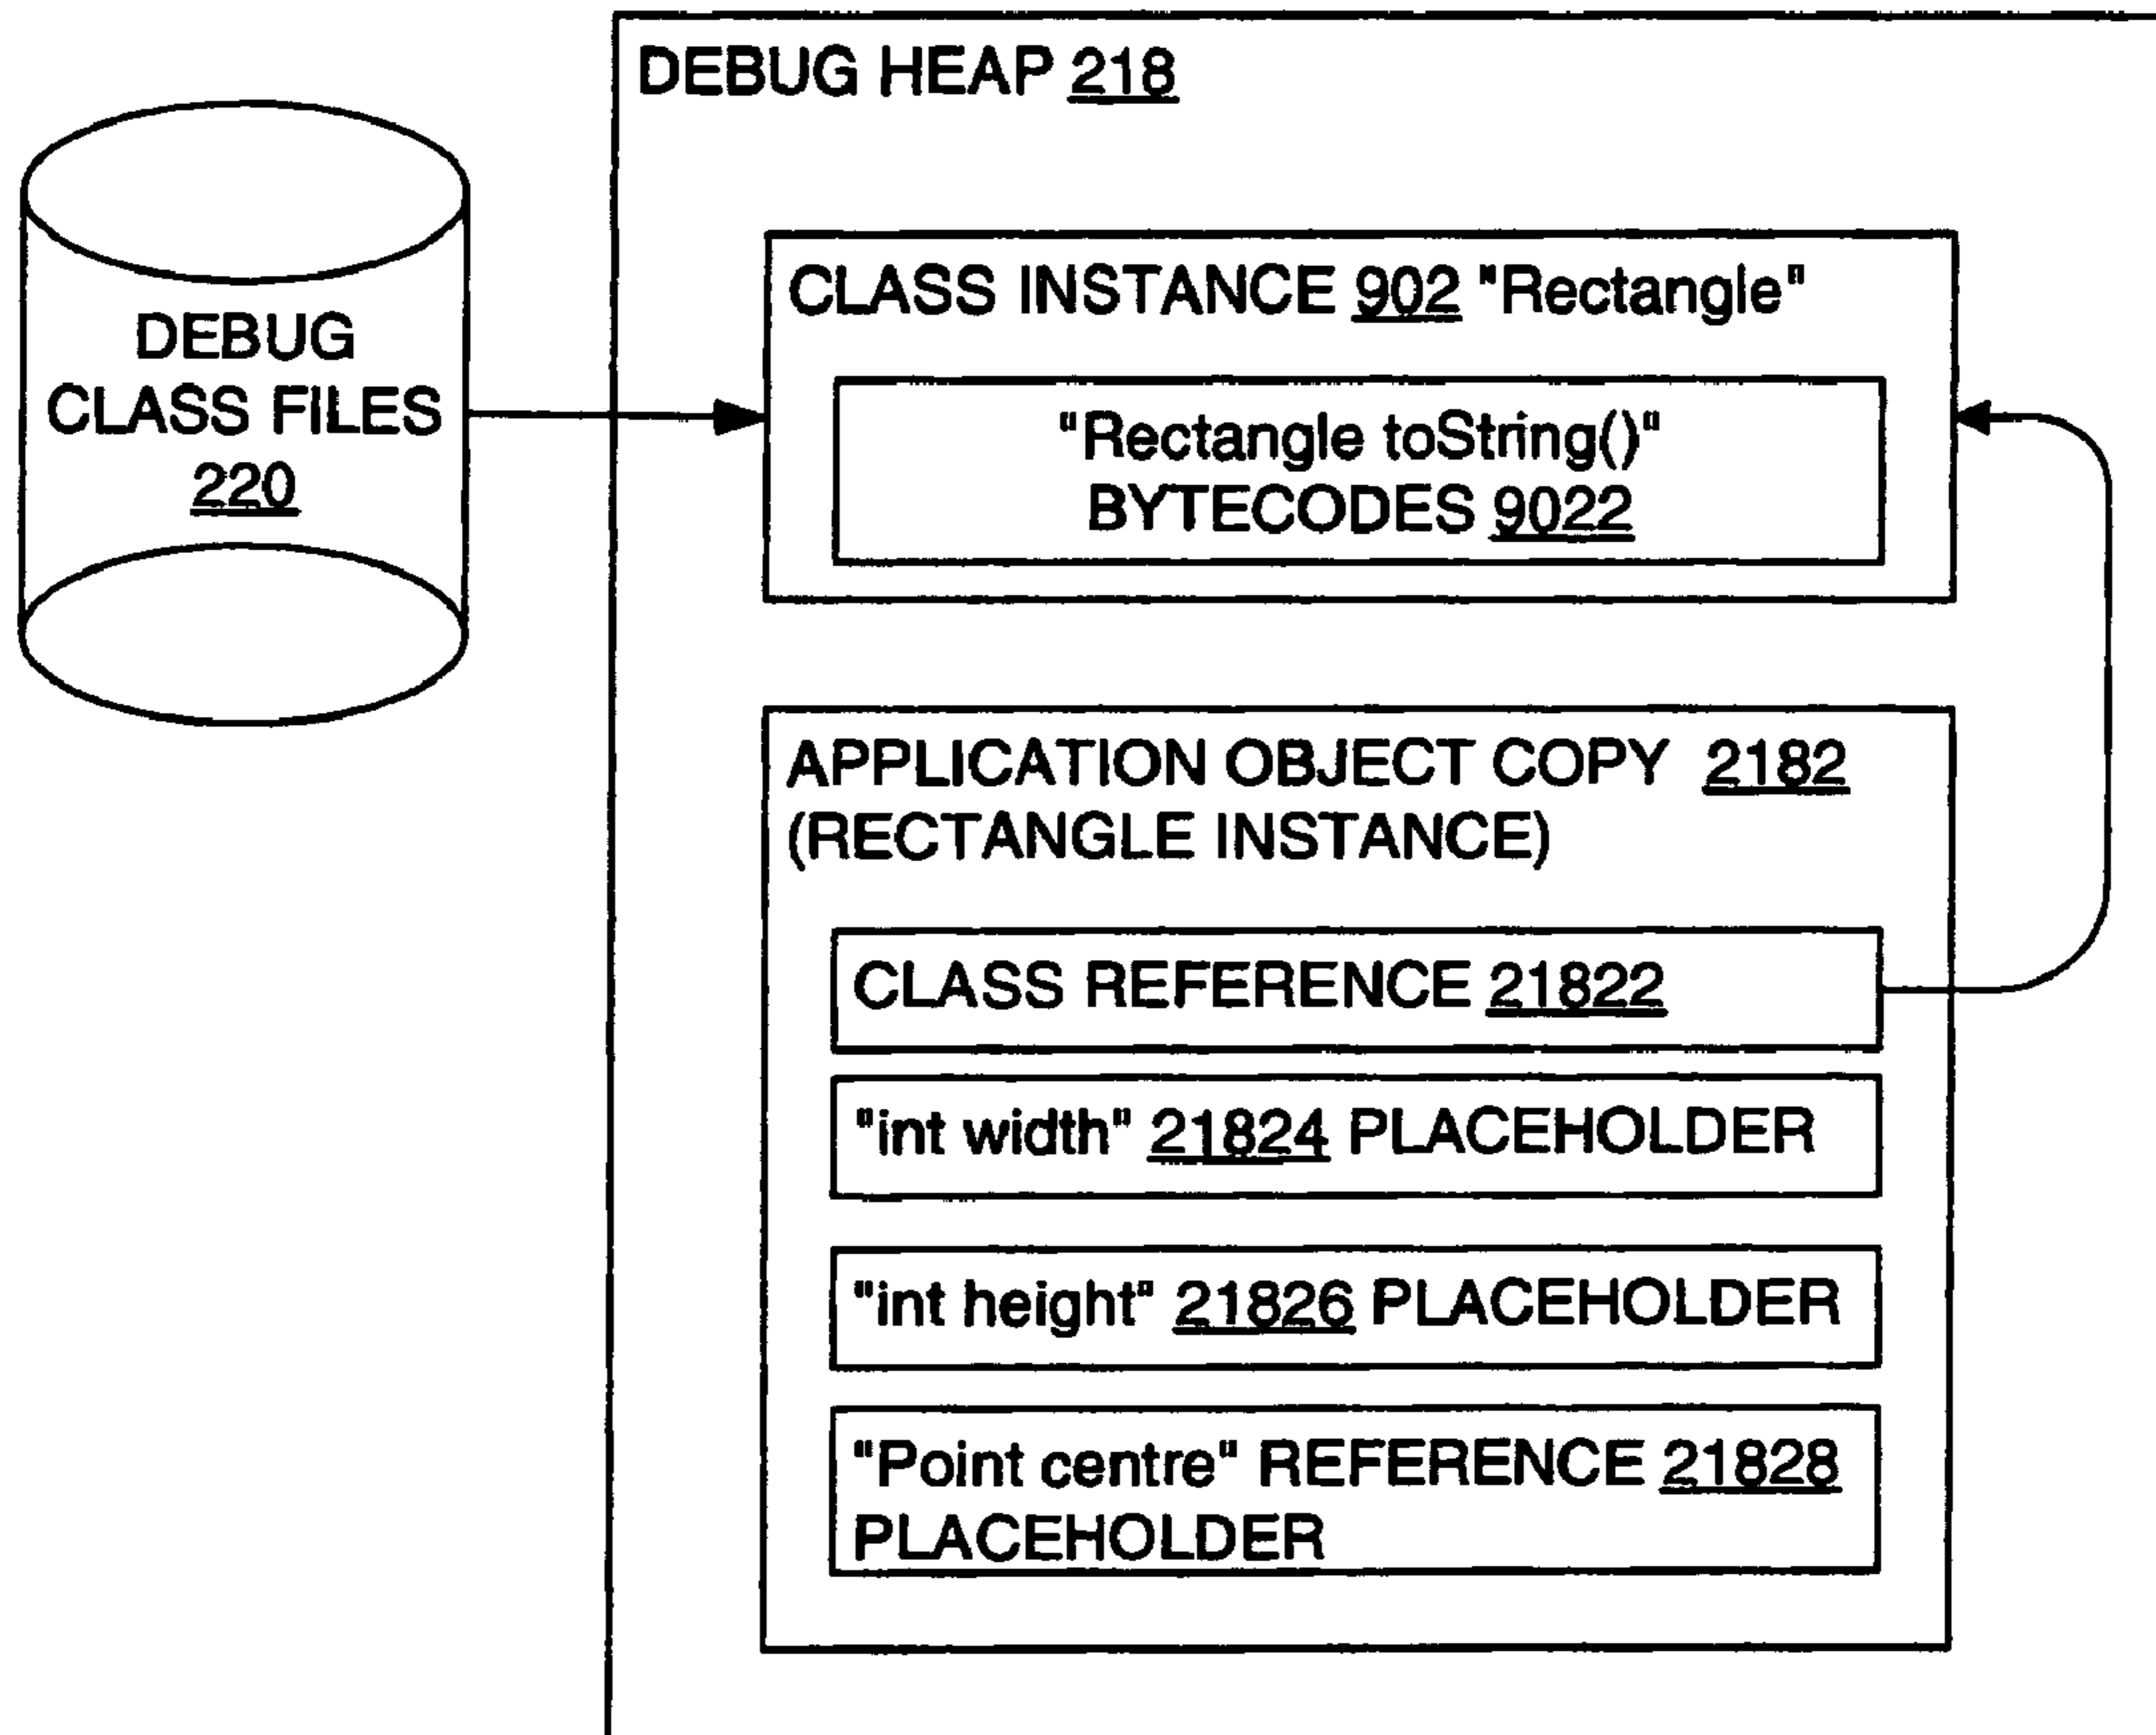 DEBUG HEAP 218
DEBUG
CLASS FILES
220
CLASS INSTANCE 902 "Rectangle"
"Rectangle toString()"
BYTECODES 9022
APPLICATION OBJECT COPY 2182
(RECTANGLE INSTANCE)
CLASS REFERENCE 21822
"int width" 21824 PLACEHOLDER
"int height" 21826 PLACEHOLDER
"Point centre" REFERENCE 21828
PLACEHOLDER